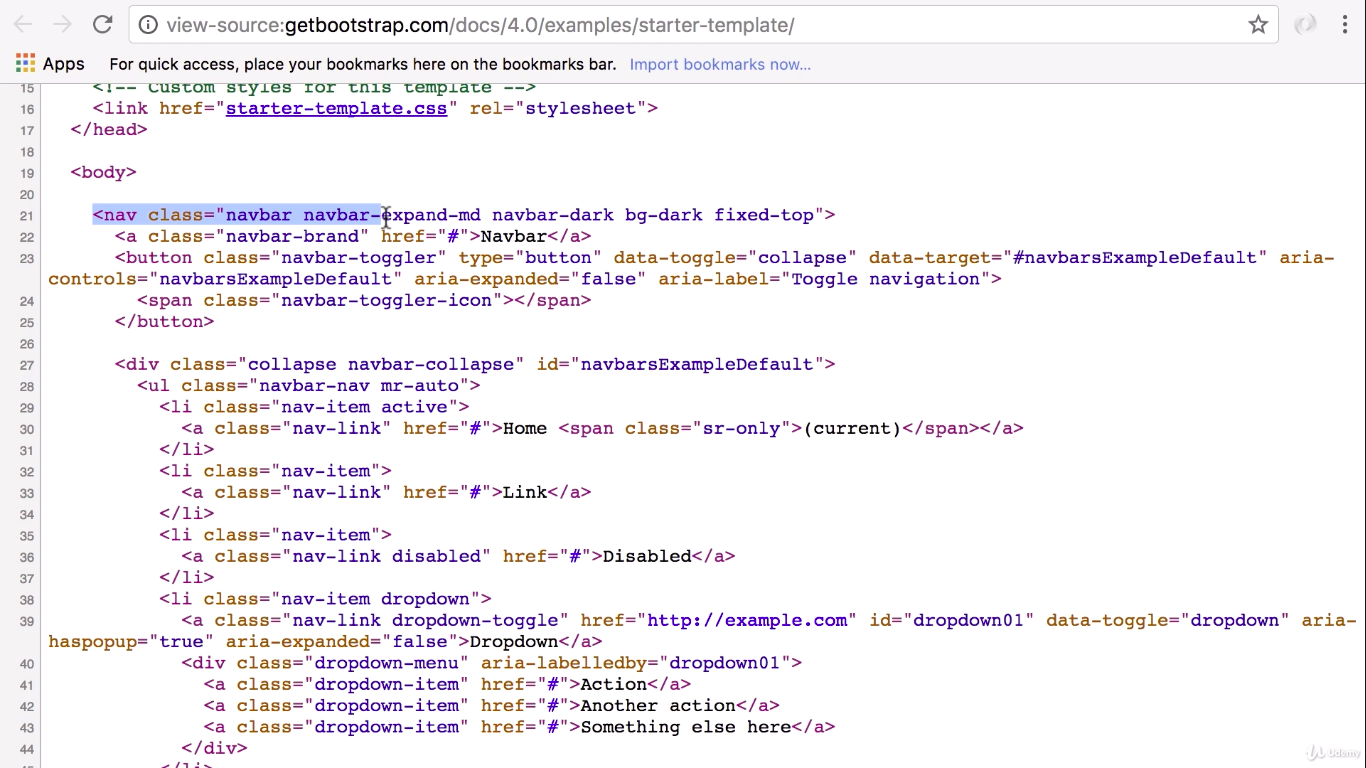 view-source:getbootstrap.com/docs/4.0/examples/starter-template/
Apps For quick access, place your bookmarks here on the bookmarks bar. Import bookmarks now...
15 <!-- Custom styles for this template -->
16 <link href="starter-template.css" rel="stylesheet">
17 </head>
18
19 <body>
20
21 <nav class="navbar navbar-expand-md navbar-dark bg-dark fixed-top">
22 <a class="navbar-brand" href="#">Navbar</a>
23 <button class="navbar-toggler" type="button" data-toggle="collapse" data-target="#navbarsExampleDefault" aria-
controls="navbarsExampleDefault" aria-expanded="false" aria-label="Toggle navigation">
24 <span class="navbar-toggler-icon"></span>
25 </button>
26
27 <div class="collapse navbar-collapse" id="navbarsExampleDefault">
28 <ul class="navbar-nav mr-auto">
29 <li class="nav-item active">
30 <a class="nav-link" href="#">Home <span class="sr-only">(current)</span></a>
31 </li>
32 <li class="nav-item">
33 <a class="nav-link" href="#">Link</a>
34 </li>
35 <li class="nav-item">
36 <a class="nav-link disabled" href="#">Disabled</a>
37 </li>
38 <li class="nav-item dropdown">
39 <a class="nav-link dropdown-toggle" href="http://example.com" id="dropdown01" data-toggle="dropdown" aria-
haspopup="true" aria-expanded="false">Dropdown</a>
40 <div class="dropdown-menu" aria-labelledby="dropdown01">
41 <a class="dropdown-item" href="#">Action</a>
42 <a class="dropdown-item" href="#">Another action</a>
43 <a class="dropdown-item" href="#">Something else here</a>
44 </div>
</li>
Udemy